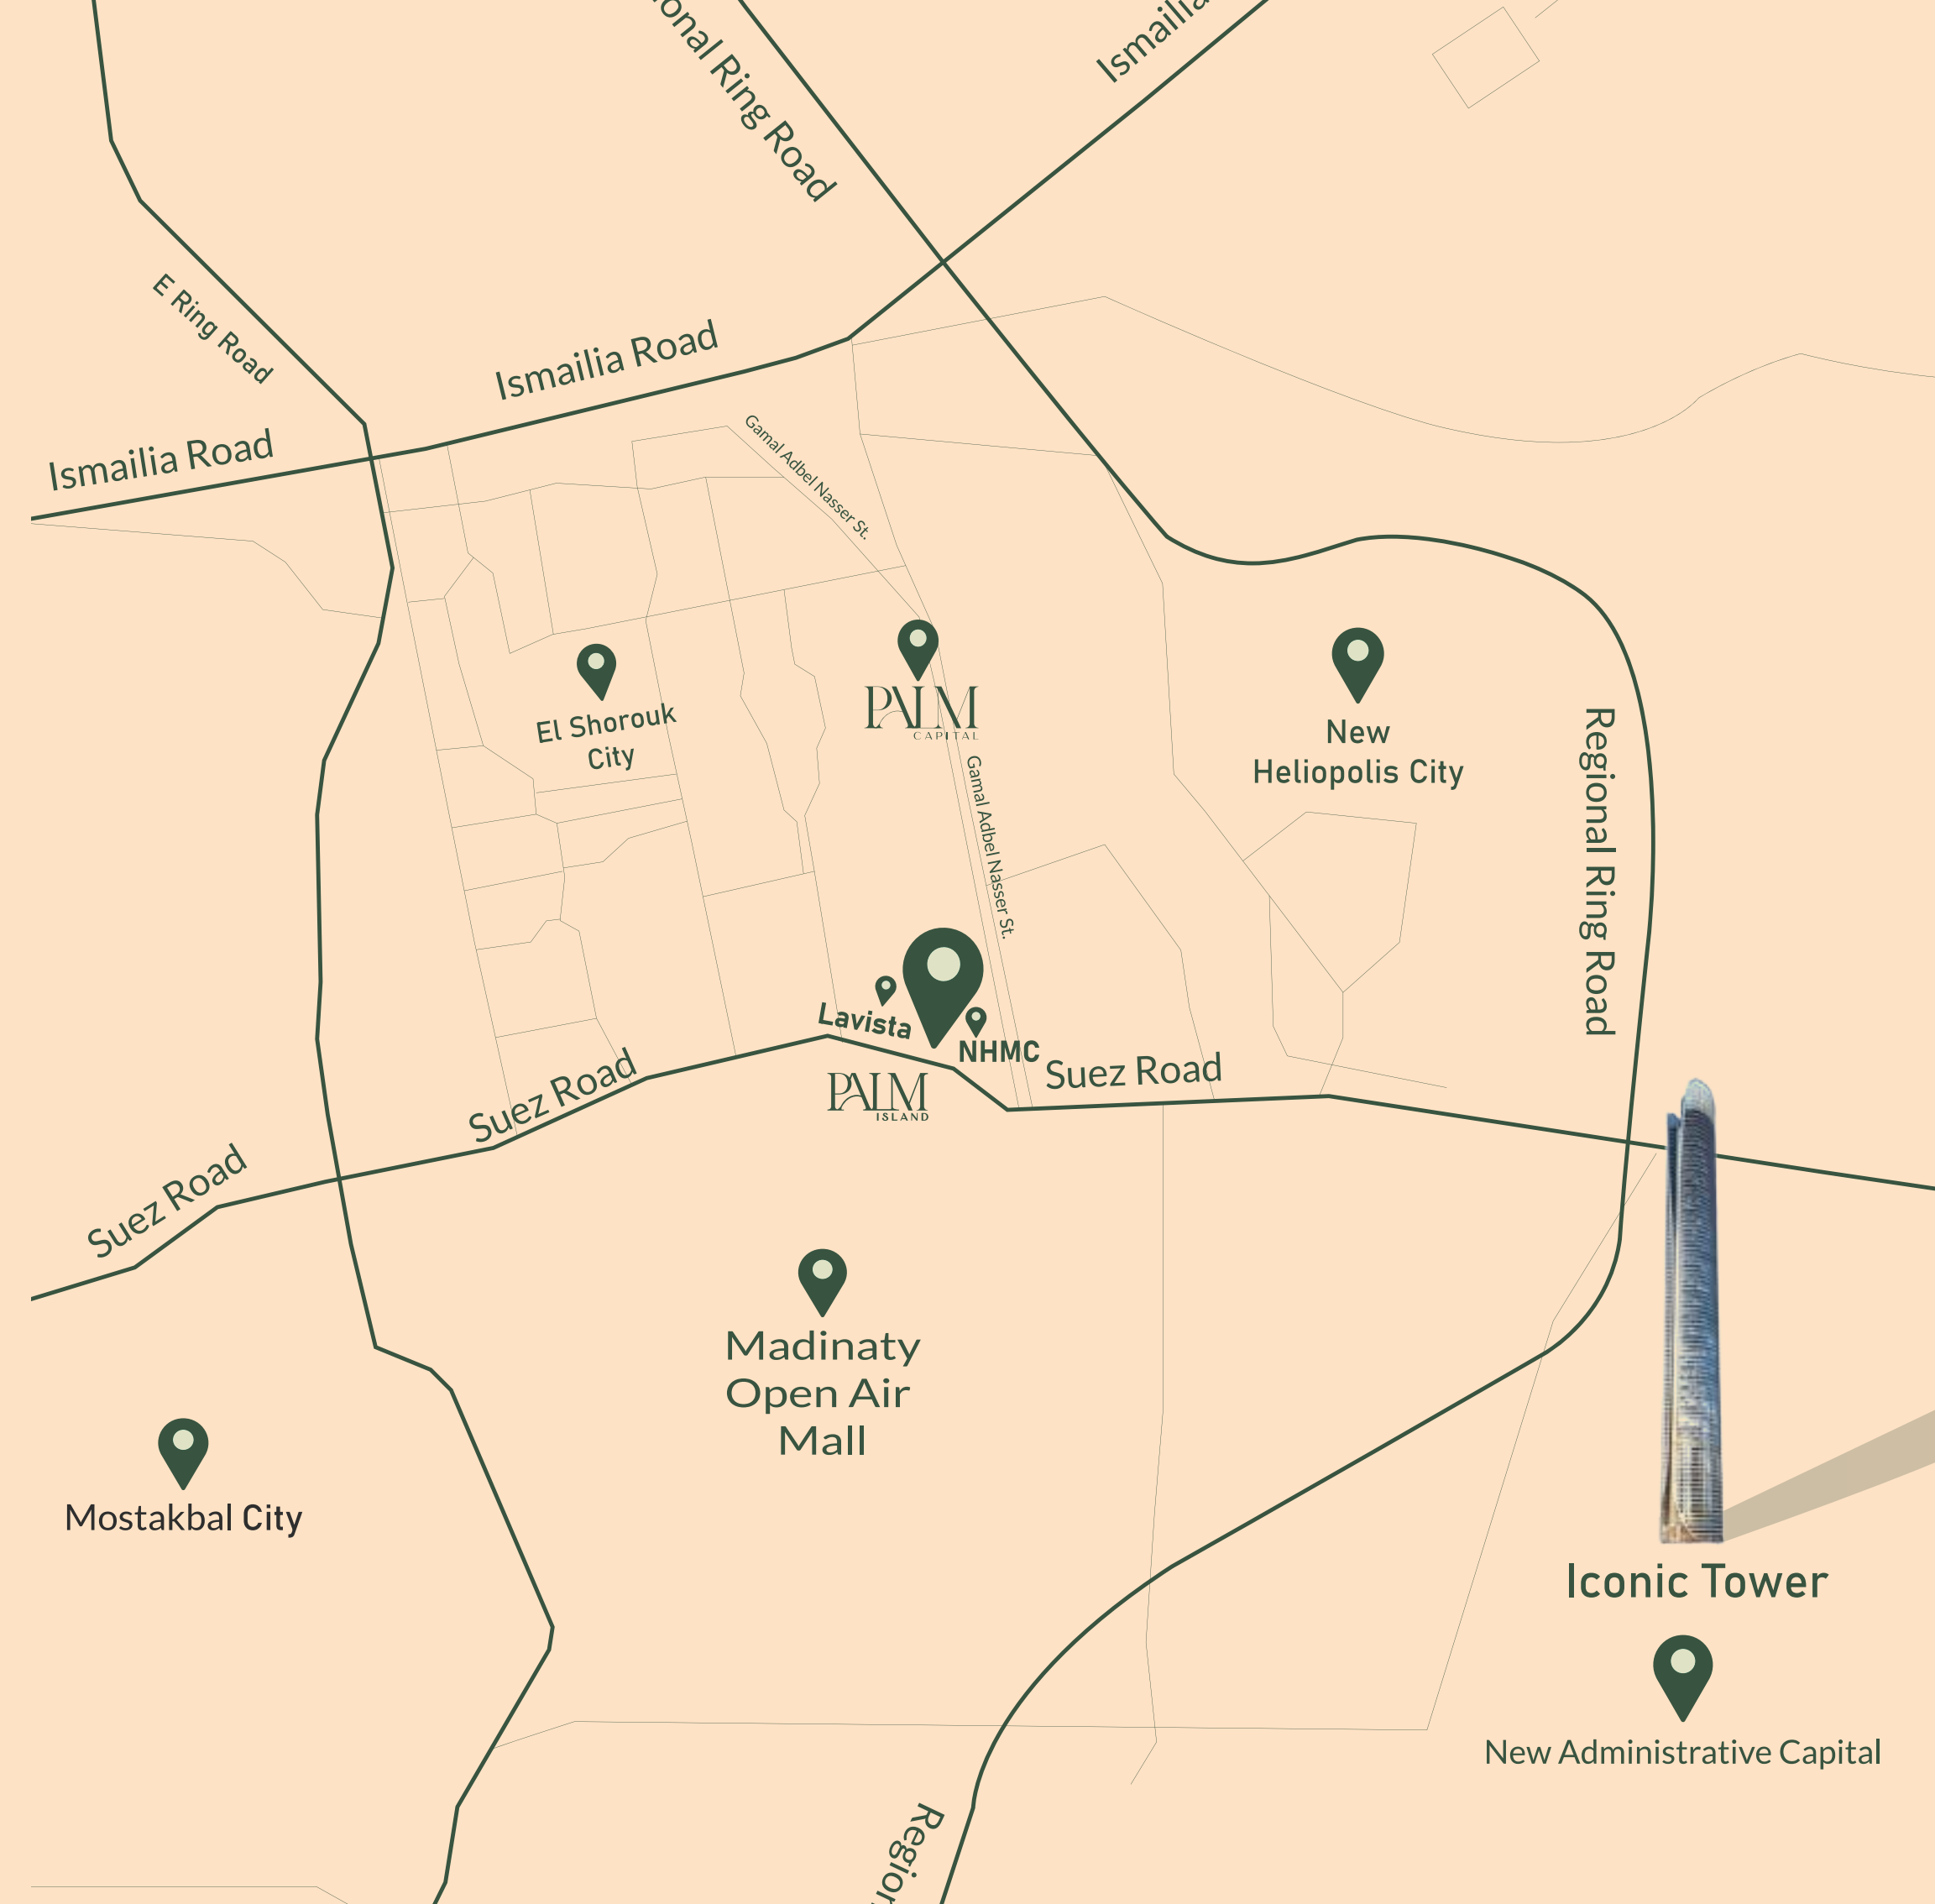 onal Ring Road
Ismailia
E Ring Road
Ismailia Road
Ismailia Road
Gamal Adbel Nasser St.
El Shorouk
City
PALM
CAPITAL
New
Heliopolis City
Regional Ring Road
Gamal Adbel Nasser St.
Lavista
NHMC
Suez Road
PALM
ISLAND
Suez Road
Suez Road
Madinaty
Open Air
Mall
Mostakbal City
Iconic Tower
New Administrative Capital
Region